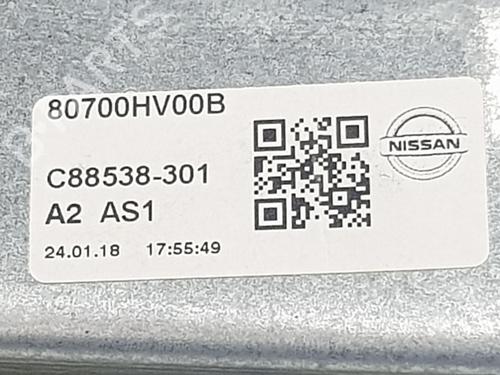 80700HV00B
C88538-301
A2 AS1
24.01.18 17:55:49
NISSAN